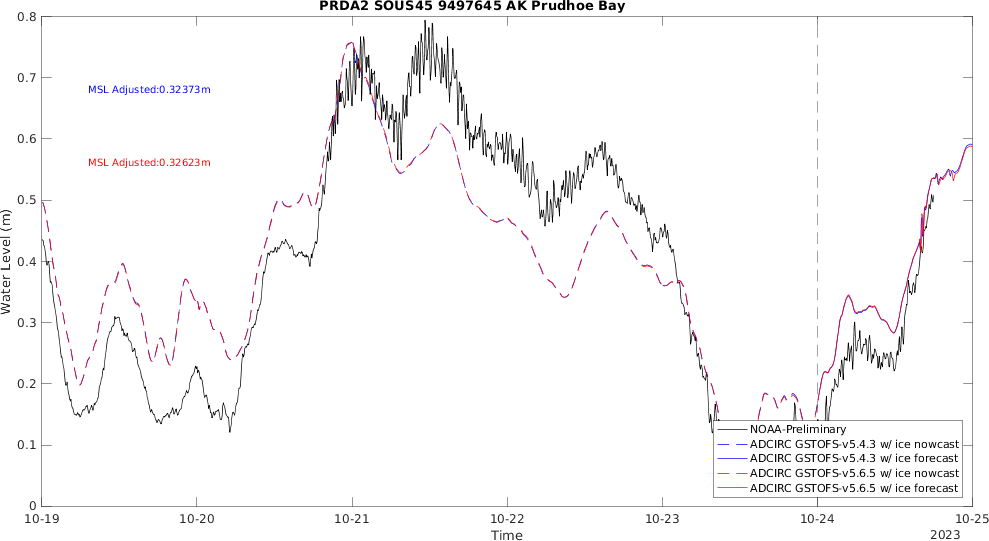 PRDA2 SOUS45 9497645 AK Prudhoe Bay
0.8
0.7
0.6
0.5
0.4
0.3
0.2
0.1
0
Water Level (m)
MSL Adjusted:0.32373m
MSL Adjusted:0.32623m
NOAA-Preliminary
ADCIRC GSTOFS-v5.4.3 w/ ice nowcast
ADCIRC GSTOFS-v5.4.3 w/ ice forecast
ADCIRC GSTOFS-v5.6.5 w/ ice nowcast
ADCIRC GSTOFS-v5.6.5 w/ ice forecast
10-19 10-20 10-21 10-22 10-23 10-24 10-25
Time
2023